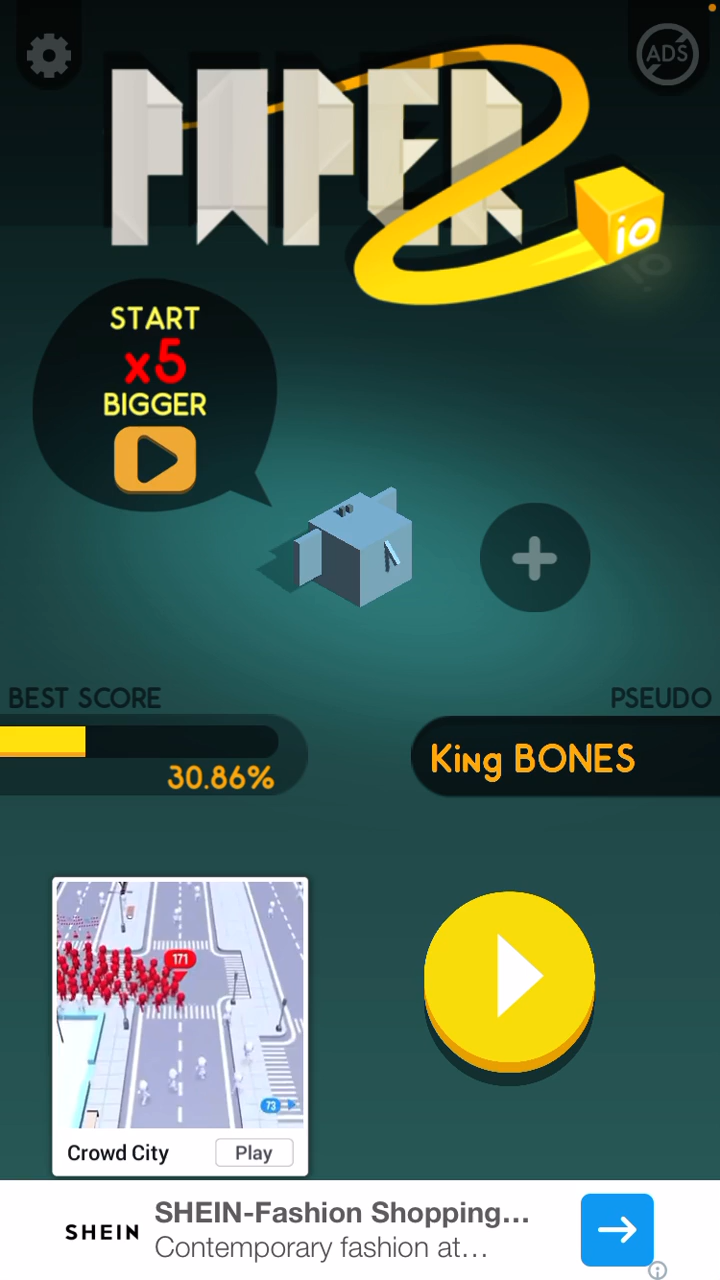 ADS
PAPER 2
io
START
x5
BIGGER
BEST SCORE
PSEUDO
30.86%
King BONES
171
73
Crowd City
Play
SHEIN
SHEIN-Fashion Shopping...
Contemporary fashion at...